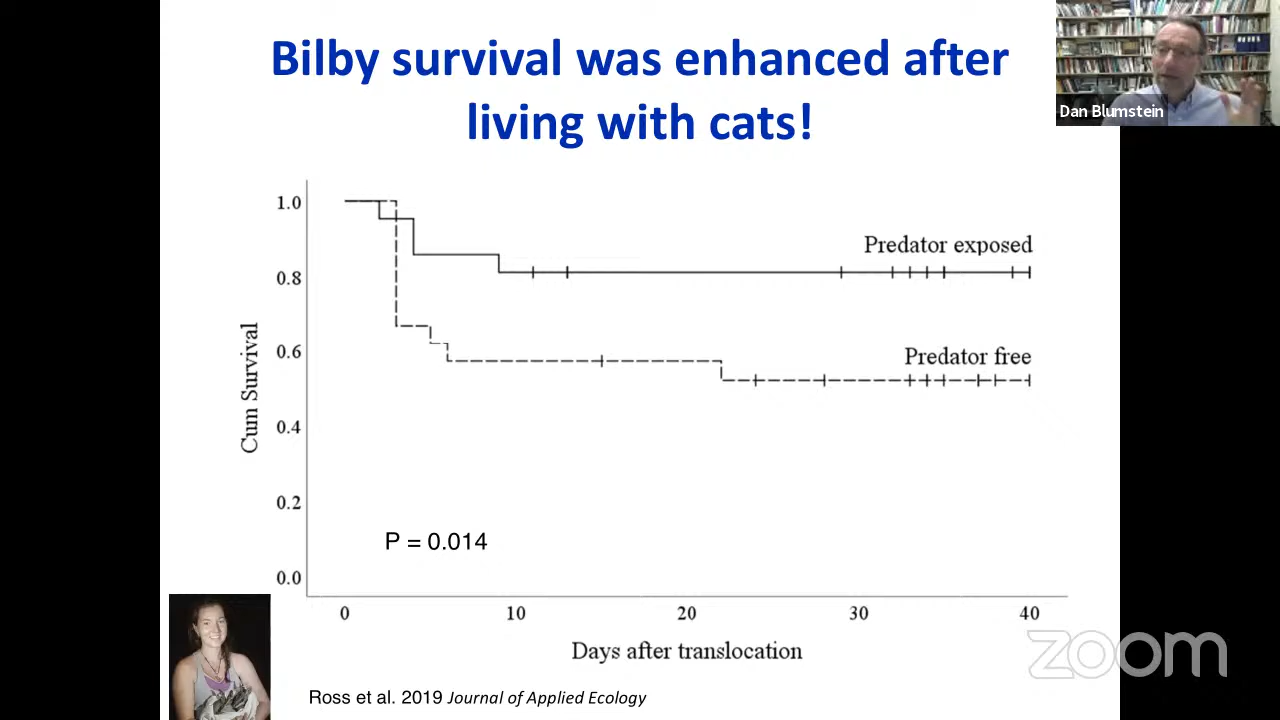 Bilby survival was enhanced after
living with cats!
Dan Blumstein
1.0
0.8
0.6
0.4
0.2
0.0
Cum Survival
Predator exposed
Predator free
P = 0.014
0 10 20 30 40
Days after translocation
zoom
Ross et al. 2019 Journal of Applied Ecology